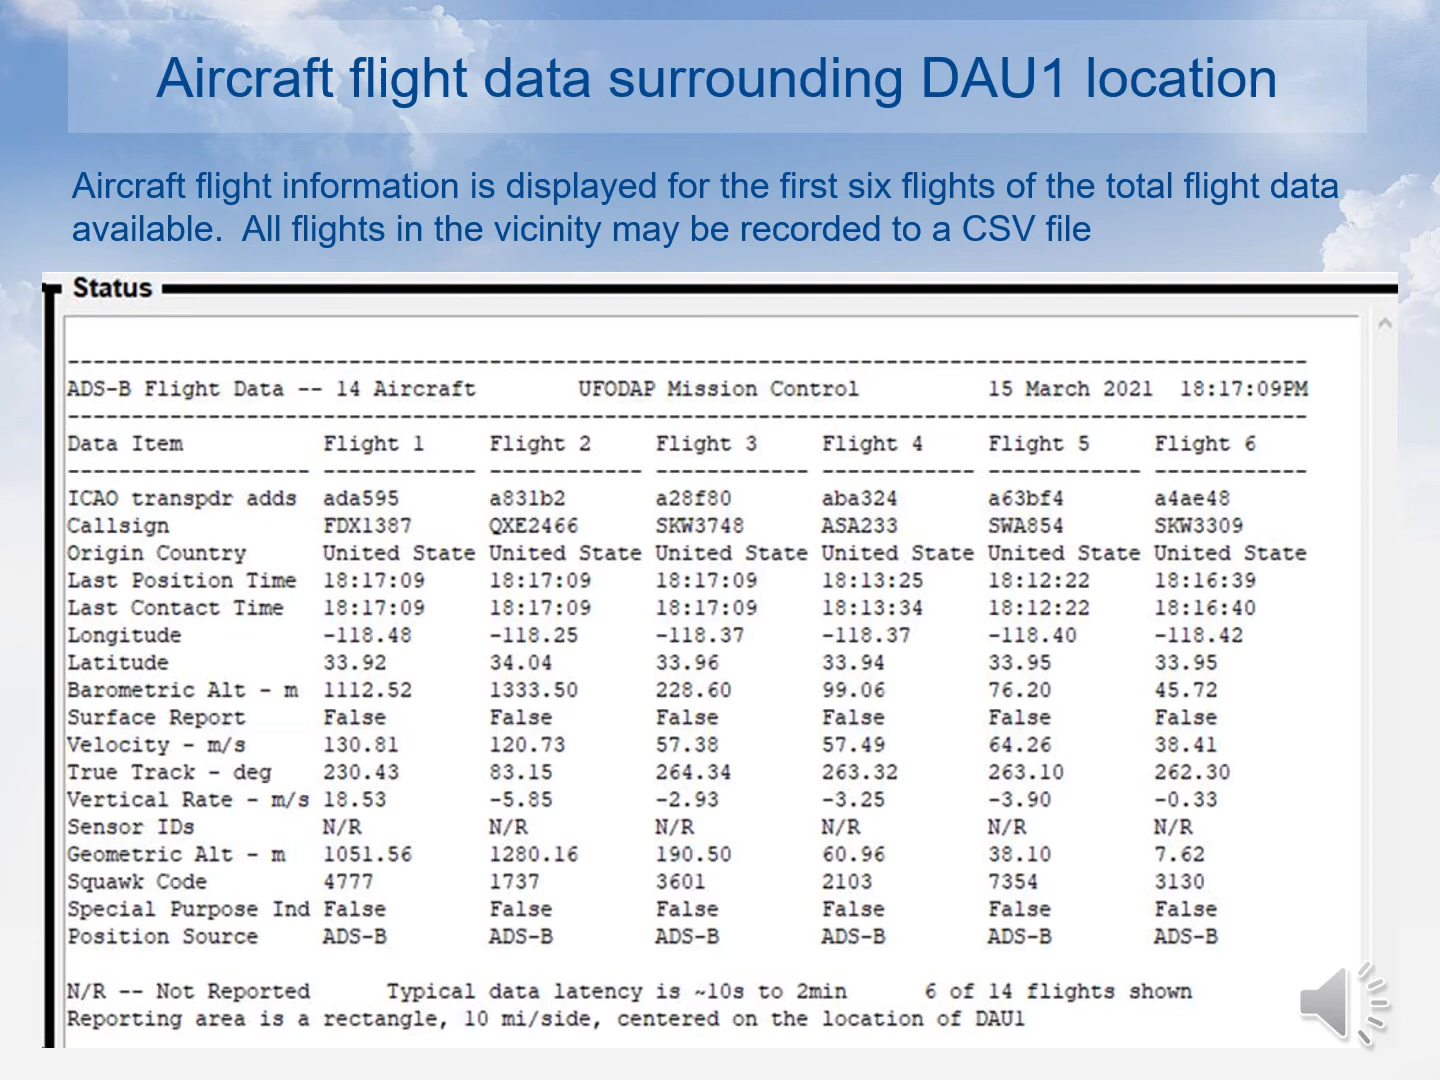 Aircraft flight data surrounding DAU1 location
Aircraft flight information is displayed for the first six flights of the total flight data
available.  All flights in the vicinity may be recorded to a CSV file
Status
ADS-B Flight Data -- 14 Aircraft        UFODAP Mission Control          15 March 2021  18:17:09PM
Data Item           Flight 1     Flight 2     Flight 3     Flight 4     Flight 5     Flight 6
ICAO transpdr adds  ada595       a831b2       a28f80       aba324       a63bf4       a4ae48
Callsign            FDX1387      QXE2466      SKW3748      ASA233       SWA854       SKW3309
Origin Country      United State United State United State United State United State United State
Last Position Time  18:17:09     18:17:09     18:17:09     18:13:25     18:12:22     18:16:39
Last Contact Time   18:17:09     18:17:09     18:17:09     18:13:34     18:12:22     18:16:40
Longitude           -118.48      -118.25      -118.37      -118.37      -118.40      -118.42
Latitude            33.92        34.04        33.96        33.94        33.95        33.95
Barometric Alt - m  1112.52      1333.50      228.60       99.06        76.20        45.72
Surface Report      False        False        False        False        False        False
Velocity - m/s      130.81       120.73       57.38        57.49        64.26        38.41
True Track - deg    230.43       83.15        264.34       263.32       263.10       262.30
Vertical Rate - m/s 18.53        -5.85        -2.93        -3.25        -3.90        -0.33
Sensor IDs          N/R          N/R          N/R          N/R          N/R          N/R
Geometric Alt - m   1051.56      1280.16      190.50       60.96        38.10        7.62
Squawk Code         4777         1737         3601         2103         7354         3130
Special Purpose Ind False        False        False        False        False        False
Position Source     ADS-B        ADS-B        ADS-B        ADS-B        ADS-B        ADS-B
N/R -- Not Reported      Typical data latency is ~10s to 2min      6 of 14 flights shown
Reporting area is a rectangle, 10 mi/side, centered on the location of DAU1